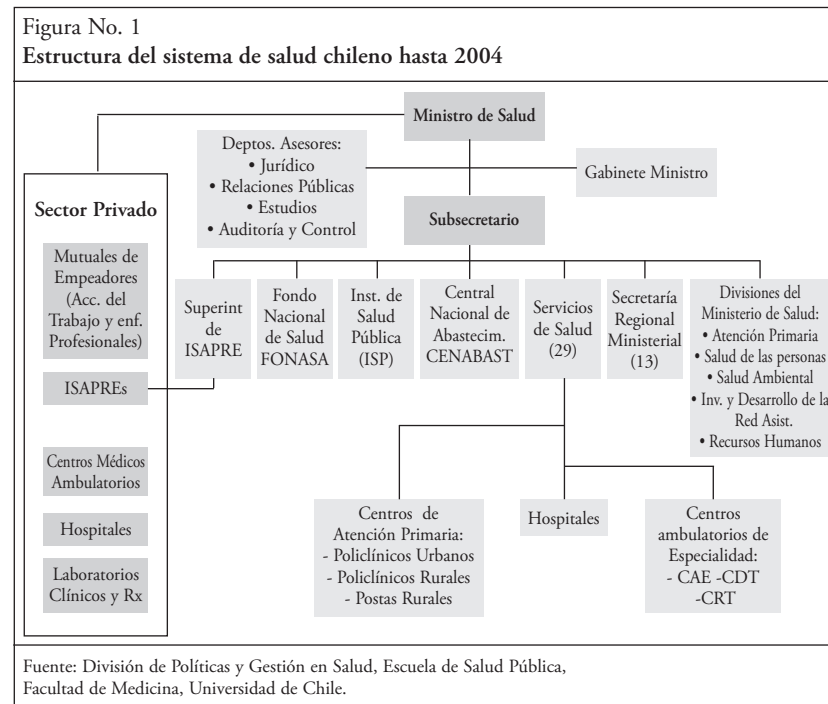 Figura No. 1
Estructura del sistema de salud chileno hasta 2004
Ministro de Salud
Deptos. Asesores:
• Jurídico
• Relaciones Públicas
• Estudios
• Auditoría y Control
Gabinete Ministro
Subsecretario
Sector Privado
Mutuales de
Empeadores
(Acc. del
Trabajo y enf.
Profesionales)
ISAPREs
Centros Médicos
Ambulatorios
Hospitales
Laboratorios
Clínicos y Rx
Superint
de
ISAPRE
Fondo
Nacional
de Salud
FONASA
Inst. de
Salud
Pública
(ISP)
Central
Nacional de
Abastecim.
CENABAST
Servicios
de Salud
(29)
Secretaría
Regional
Ministerial
(13)
Divisiones del
Ministerio de Salud:
• Atención Primaria
• Salud de las personas
• Salud Ambiental
• Inv. y Desarrollo de la
Red Asist.
• Recursos Humanos
Centros de
Atención Primaria:
- Policlínicos Urbanos
- Policlínicos Rurales
- Postas Rurales
Hospitales
Centros
ambulatorios de
Especialidad:
- CAE -CDT
-CRT
Fuente: División de Políticas y Gestión en Salud, Escuela de Salud Pública,
Facultad de Medicina, Universidad de Chile.